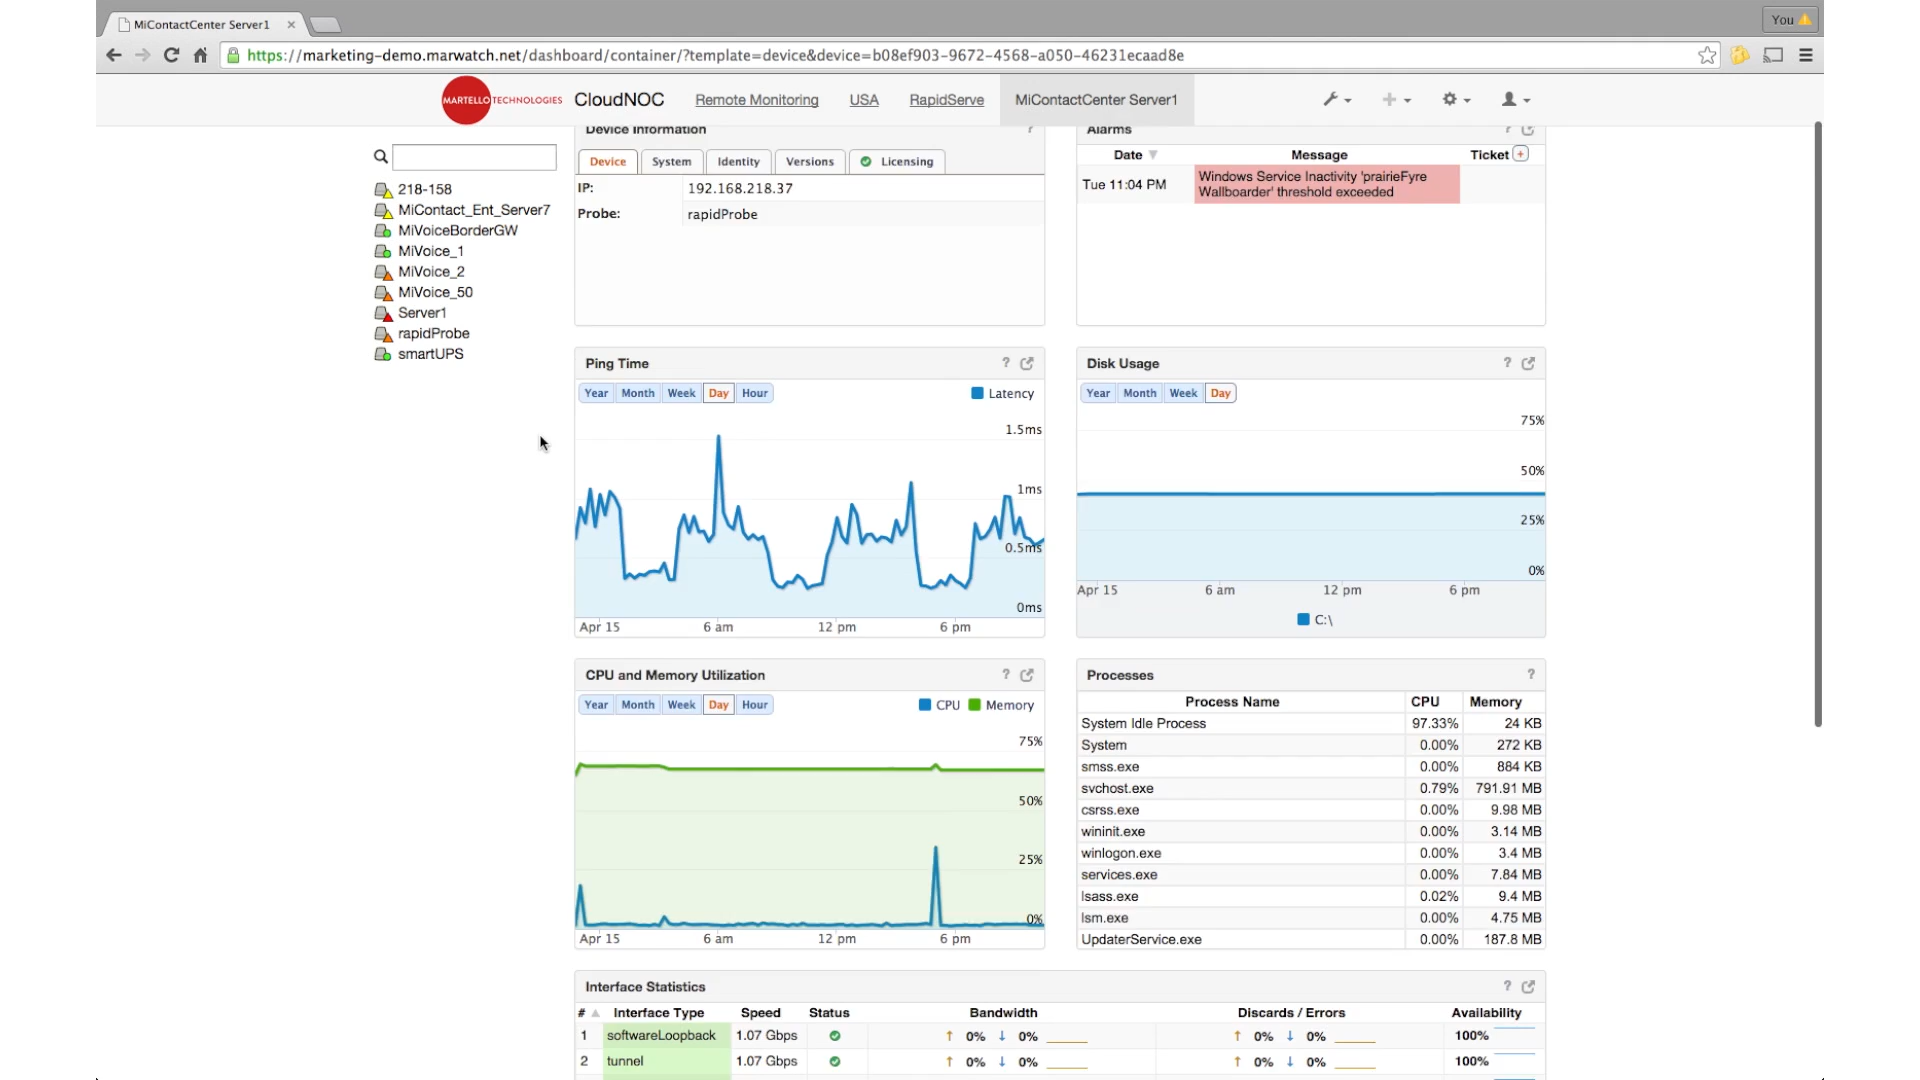 MiContactCenter Server1
You
https://marketing-demo.marwatch.net/dashboard/container/?template=device&device=b08ef903-9672-4568-a050-46231ecaad8e
MARTELLO TECHNOLOGIES CloudNOC Remote Monitoring USA RapidServe MiContactCenter Server1
218-158
MiContact_Ent_Server7
MiVoiceBorderGW
MiVoice_1
MiVoice_2
MiVoice_50
Server1
rapidProbe
smartUPS
Device Information ?
Device System Identity Versions Licensing
IP: 192.168.218.37
Probe: rapidProbe
Alarms ?
Date Message Ticket +
Tue 11:04 PM Windows Service Inactivity 'prairieFyre
Wallboarder' threshold exceeded
Ping Time ?
Year Month Week Day Hour Latency
1.5ms
1ms
0.5ms
0ms
Apr 15 6 am 12 pm 6 pm
Disk Usage ?
Year Month Week Day
75%
50%
25%
0%
Apr 15 6 am 12 pm 6 pm
C:\
CPU and Memory Utilization ?
Year Month Week Day Hour CPU Memory
75%
50%
25%
0%
Apr 15 6 am 12 pm 6 pm
Processes ?
Process Name CPU Memory
System Idle Process 97.33% 24 KB
System 0.00% 272 KB
smss.exe 0.00% 884 KB
svchost.exe 0.79% 791.91 MB
csrss.exe 0.00% 9.98 MB
wininit.exe 0.00% 3.14 MB
winlogon.exe 0.00% 3.4 MB
services.exe 0.00% 7.84 MB
lsass.exe 0.02% 9.4 MB
lsm.exe 0.00% 4.75 MB
UpdaterService.exe 0.00% 187.8 MB
Interface Statistics ?
# Interface Type Speed Status Bandwidth Discards / Errors Availability
1 softwareLoopback 1.07 Gbps ↑ 0% ↓ 0% ↑ 0% ↓ 0% 100%
2 tunnel 1.07 Gbps ↑ 0% ↓ 0% ↑ 0% ↓ 0% 100%